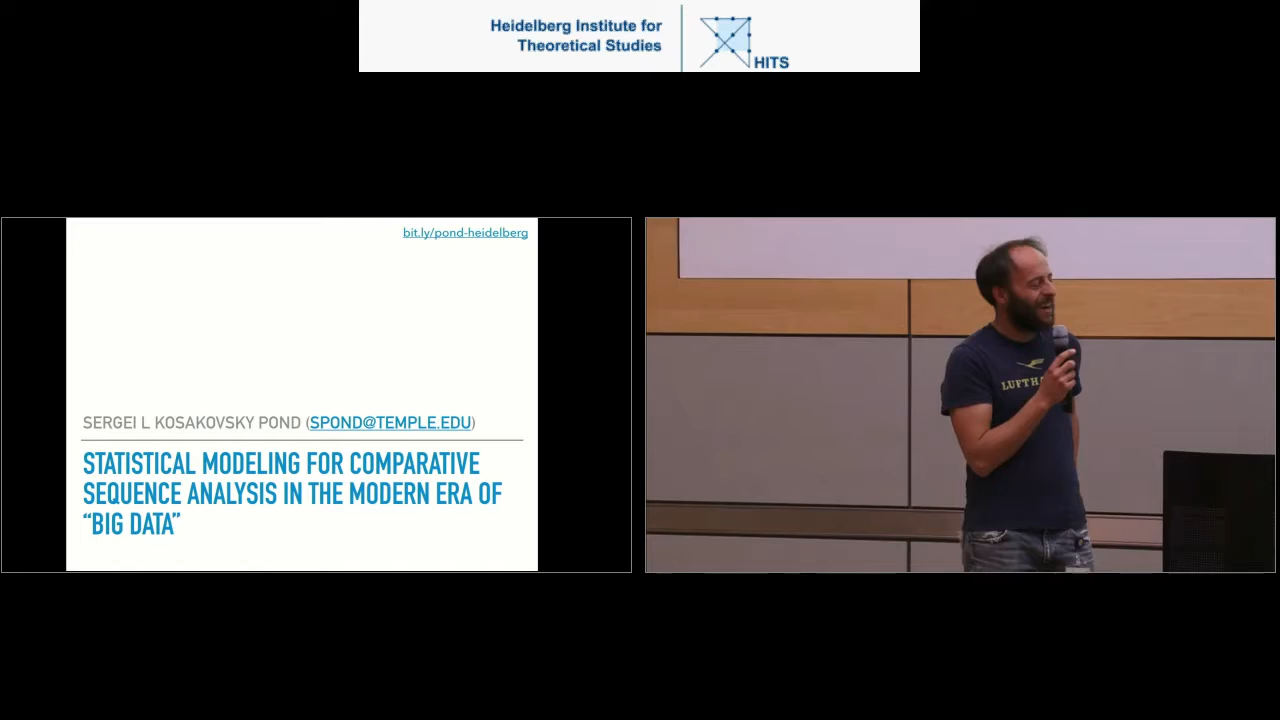 Heidelberg Institute for
Theoretical Studies
HITS
bit.ly/pond-heidelberg
SERGEI L KOSAKOVSKY POND (SPOND@TEMPLE.EDU)
STATISTICAL MODELING FOR COMPARATIVE
SEQUENCE ANALYSIS IN THE MODERN ERA OF
“BIG DATA”